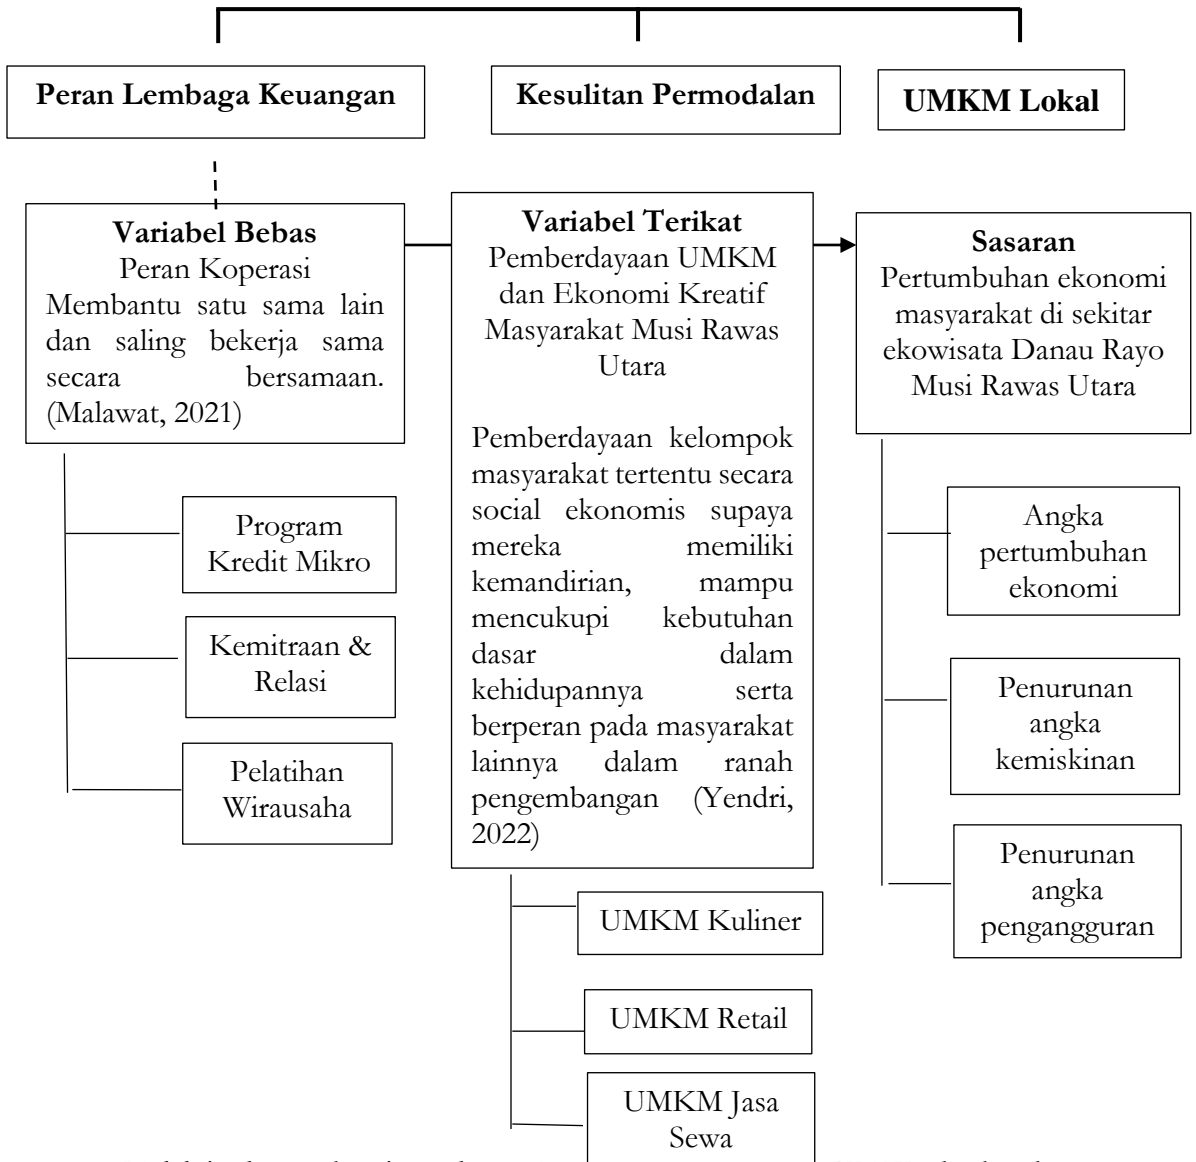 Peran Lembaga Keuangan
Kesulitan Permodalan
UMKM Lokal
Variabel Bebas
Peran Koperasi
Membantu satu sama lain
dan saling bekerja sama
secara bersamaan.
(Malawat, 2021)
Program
Kredit Mikro
Kemitraan &
Relasi
Pelatihan
Wirausaha
Variabel Terikat
Pemberdayaan UMKM
dan Ekonomi Kreatif
Masyarakat Musi Rawas
Utara
Pemberdayaan kelompok
masyarakat tertentu secara
social ekonomis supaya
mereka memiliki
kemandirian, mampu
mencukupi kebutuhan
dasar dalam
kehidupannya serta
berperan pada masyarakat
lainnya dalam ranah
pengembangan (Yendri,
2022)
UMKM Kuliner
UMKM Retail
UMKM Jasa
Sewa
Sasaran
Pertumbuhan ekonomi
masyarakat di sekitar
ekowisata Danau Rayo
Musi Rawas Utara
Angka
pertumbuhan
ekonomi
Penurunan
angka
kemiskinan
Penurunan
angka
pengangguran